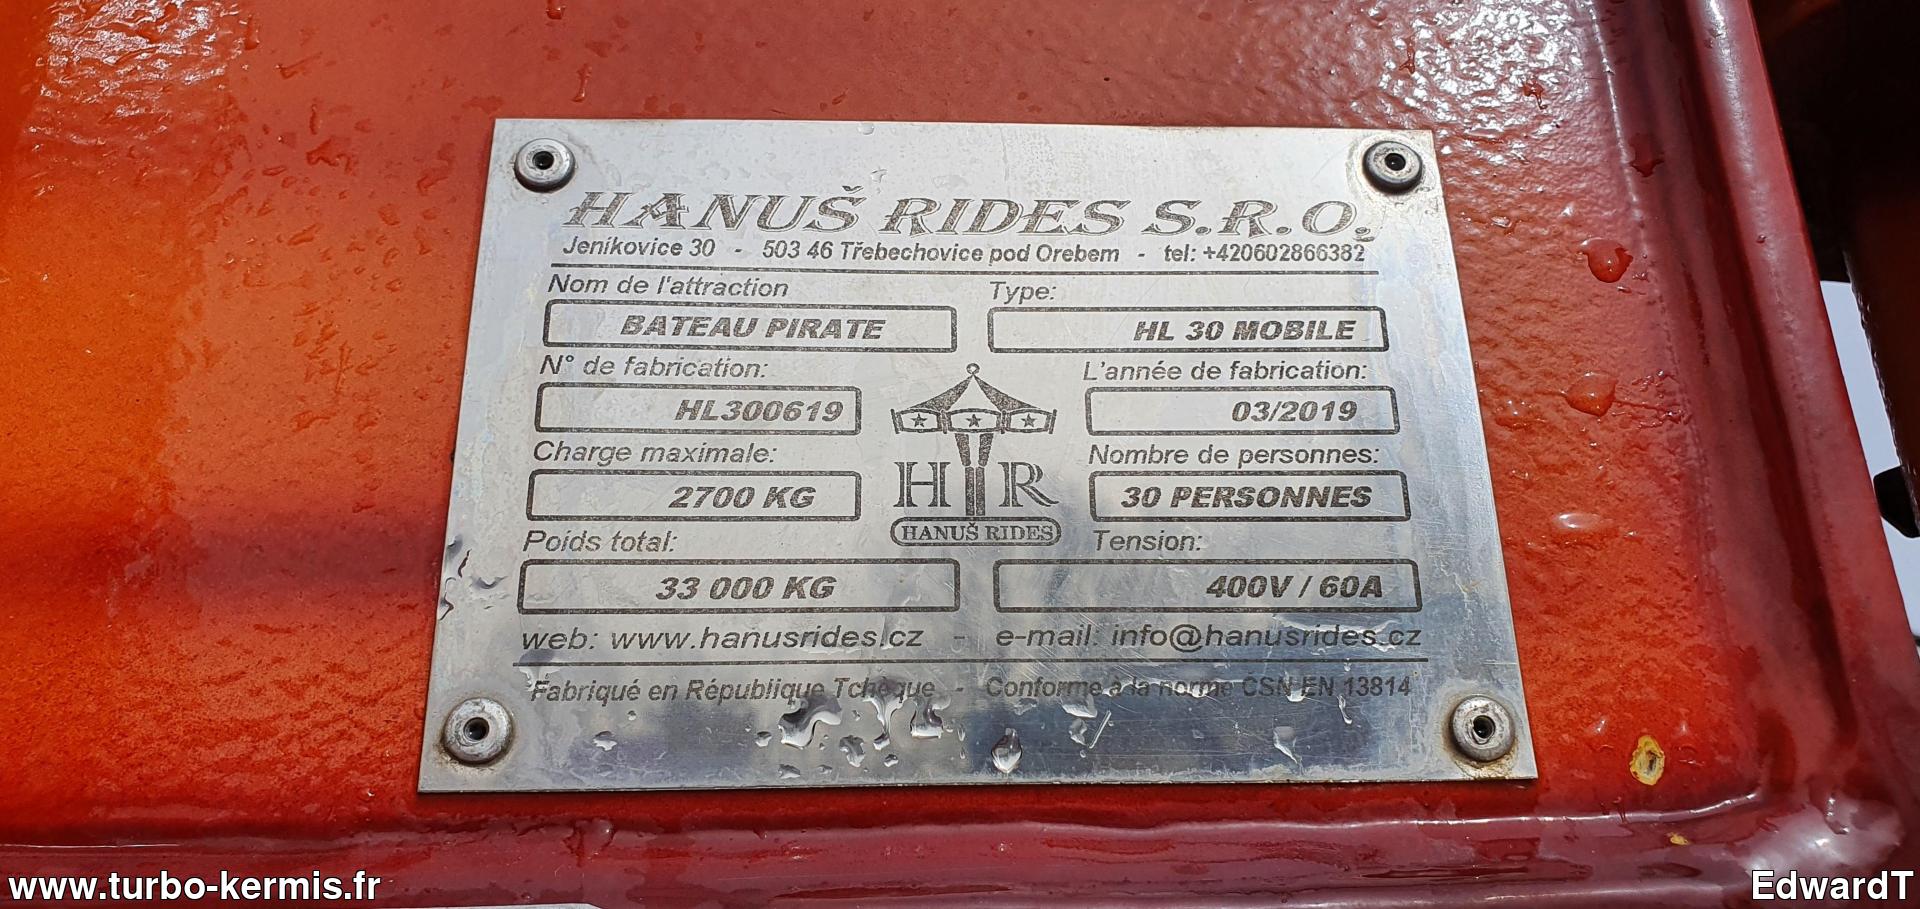 HANUŠ RIDES S.R.O.
Jeníkovice 30 - 503 46 Třebechovice pod Orebem - tel: +420602866382
Nom de l'attraction Type:
BATEAU PIRATE HL 30 MOBILE
N° de fabrication: L'année de fabrication:
HL300619 03/2019
Charge maximale: Nombre de personnes:
2700 KG 30 PERSONNES
H R
HANUŠ RIDES
Poids total: Tension:
33 000 KG 400V / 60A
web: www.hanusrides.cz - e-mail: info@hanusrides.cz
Fabriqué en République Tchèque - Conforme à la norme ČSN EN 13814
www.turbo-kermis.fr EdwardT